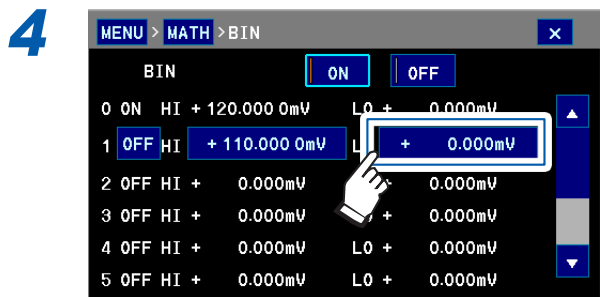 4
MENU > MATH >BIN ×
BIN ON OFF
0 ON HI + 120.000 0mV LO + 0.000mV
1 OFF HI + 110.000 0mV L + 0.000mV
2 OFF HI + 0.000mV + 0.000mV
3 OFF HI + 0.000mV LO + 0.000mV
4 OFF HI + 0.000mV LO + 0.000mV
5 OFF HI + 0.000mV LO + 0.000mV